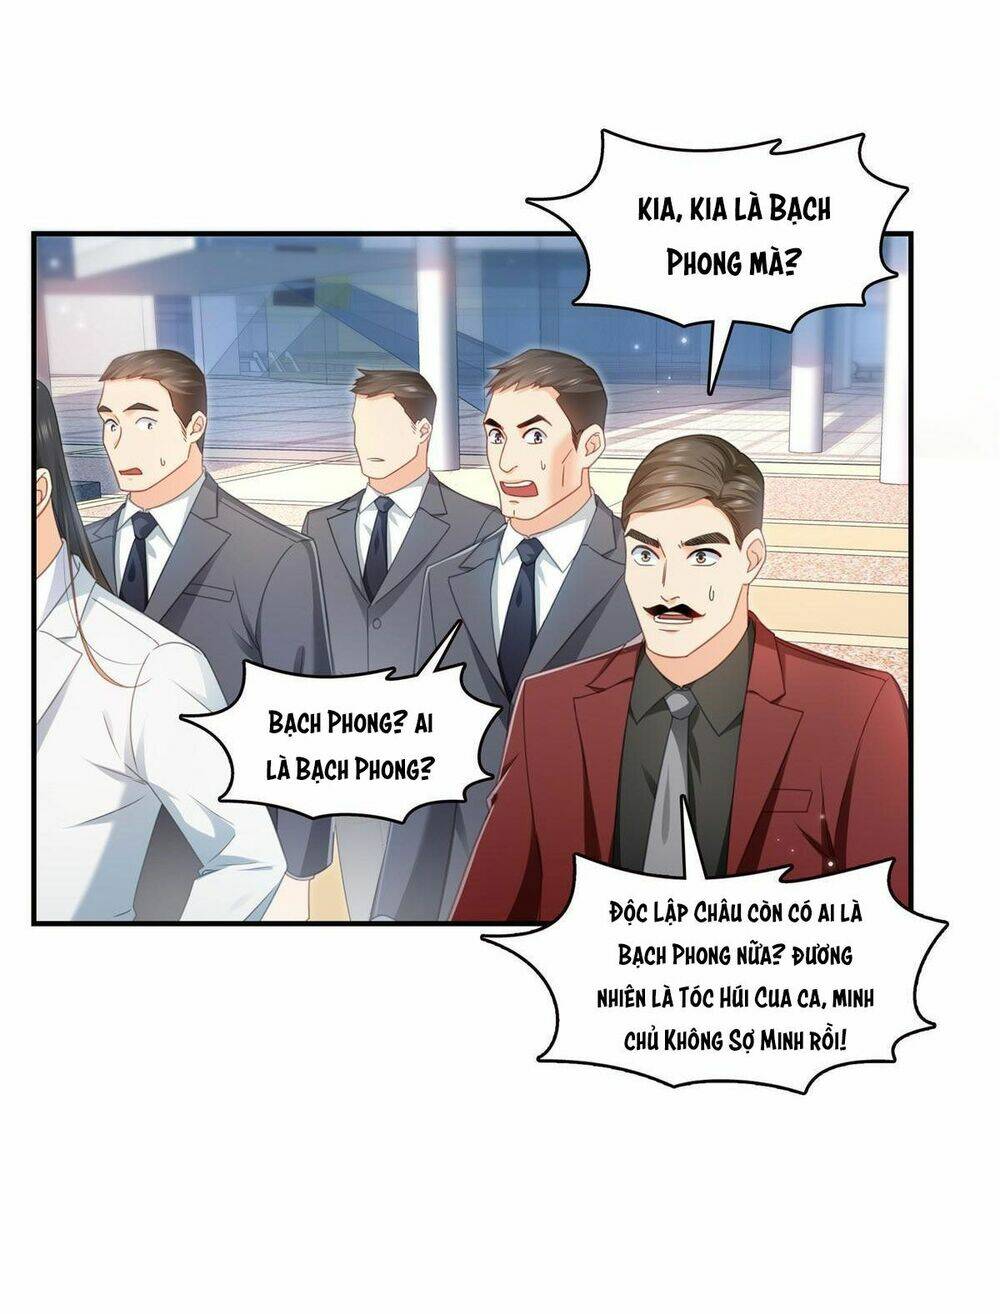 KIA, KIA LÀ BẠCH
PHONG MÀ?
BẠCH PHONG? AI
LÀ BẠCH PHONG?
ĐỘC LẬP CHÂU CÒN CÓ AI LÀ
BẠCH PHONG NỮA? ĐƯƠNG
NHIÊN LÀ TÓC HÚI CUA CA, MINH
CHỦ KHÔNG SỢ MINH RỒI!